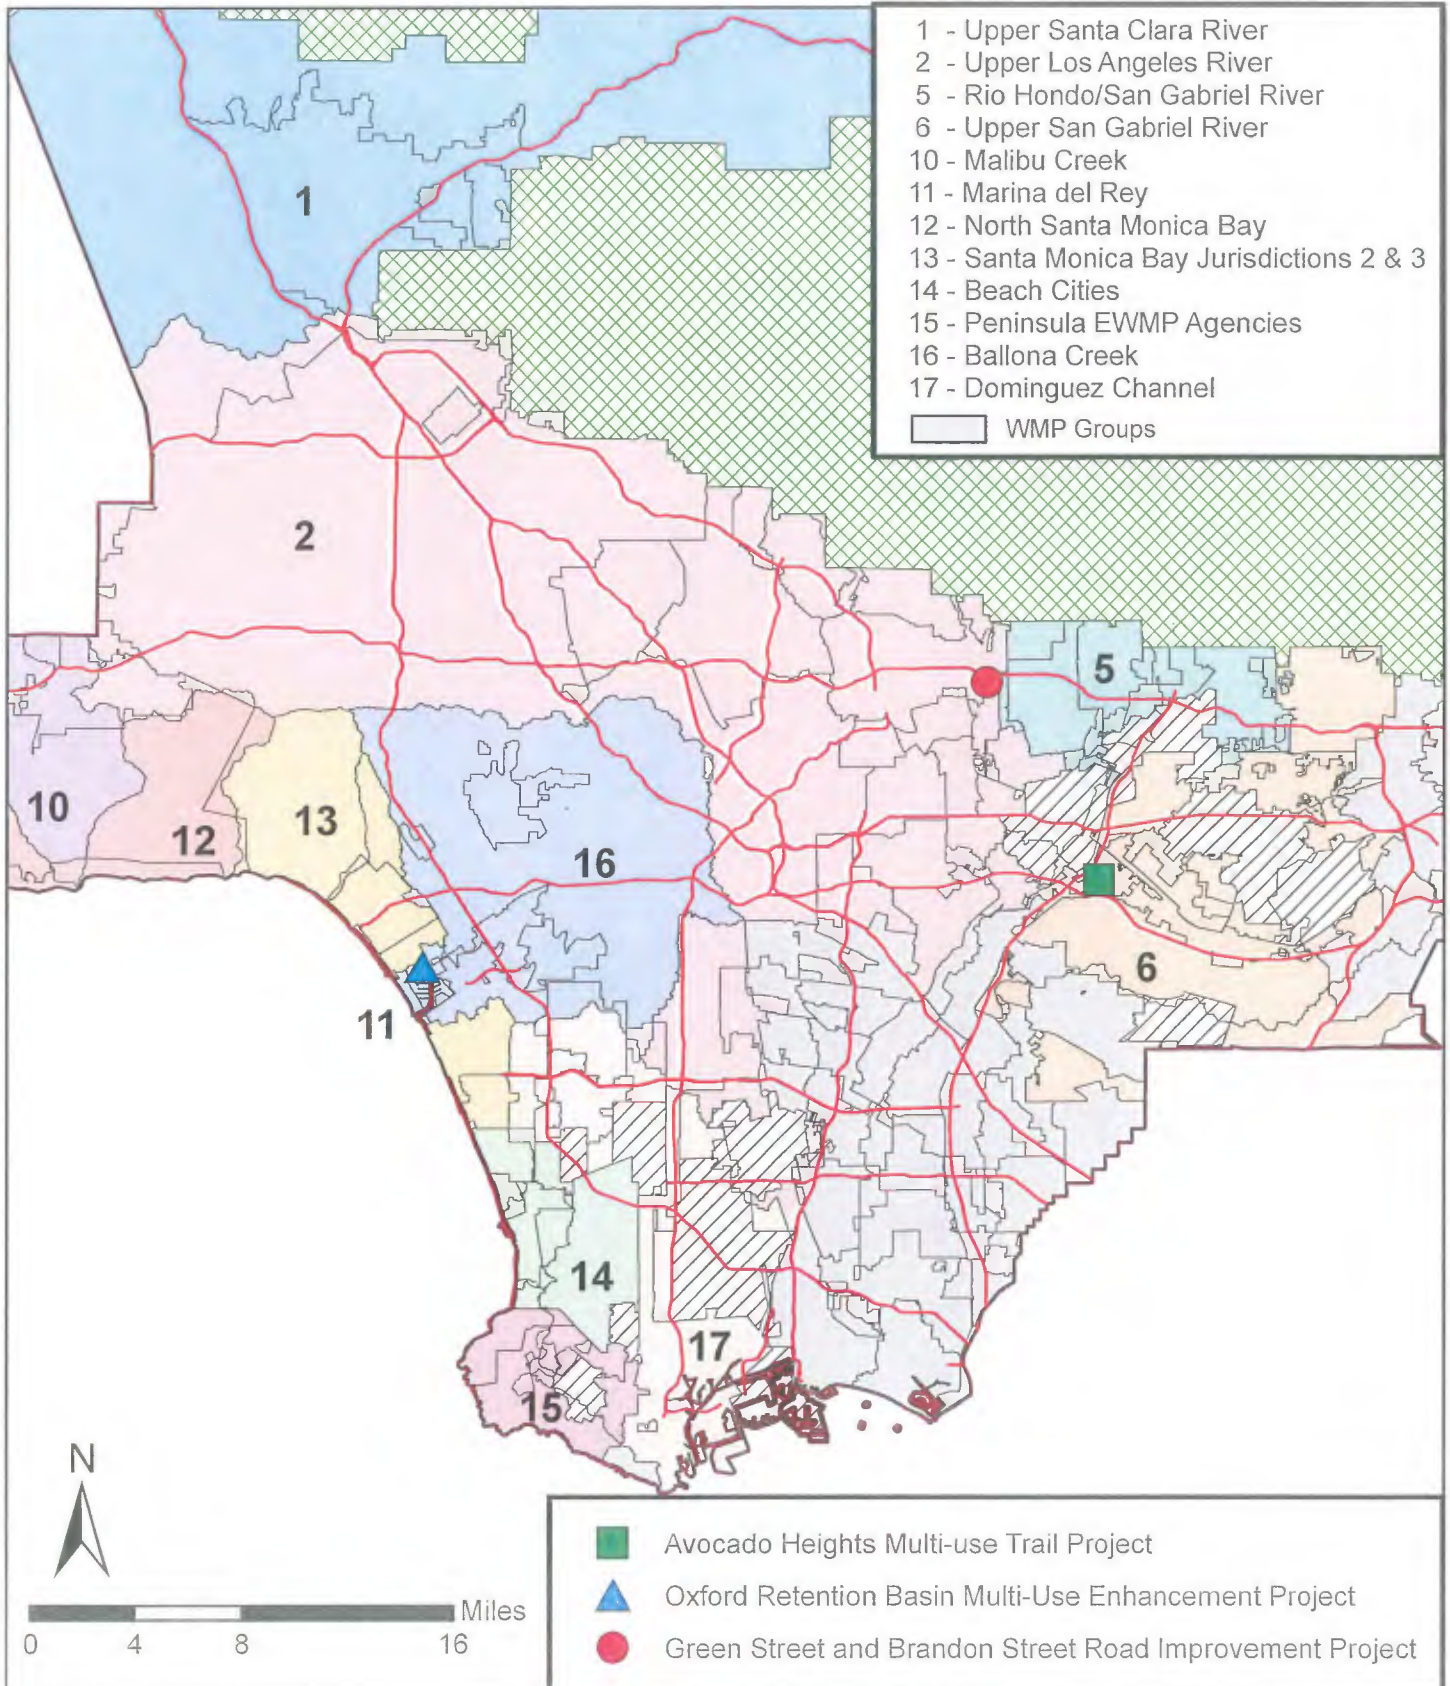 1 - Upper Santa Clara River
2 - Upper Los Angeles River
5 - Rio Hondo/San Gabriel River
6 - Upper San Gabriel River
10 - Malibu Creek
11 - Marina del Rey
12 - North Santa Monica Bay
13 - Santa Monica Bay Jurisdictions 2 & 3
14 - Beach Cities
15 - Peninsula EWMP Agencies
16 - Ballona Creek
17 - Dominguez Channel
WMP Groups
1
2
5
10
12
13
16
6
11
14
17
15
N
Miles
0 4 8 16
Avocado Heights Multi-use Trail Project
Oxford Retention Basin Multi-Use Enhancement Project
Green Street and Brandon Street Road Improvement Project